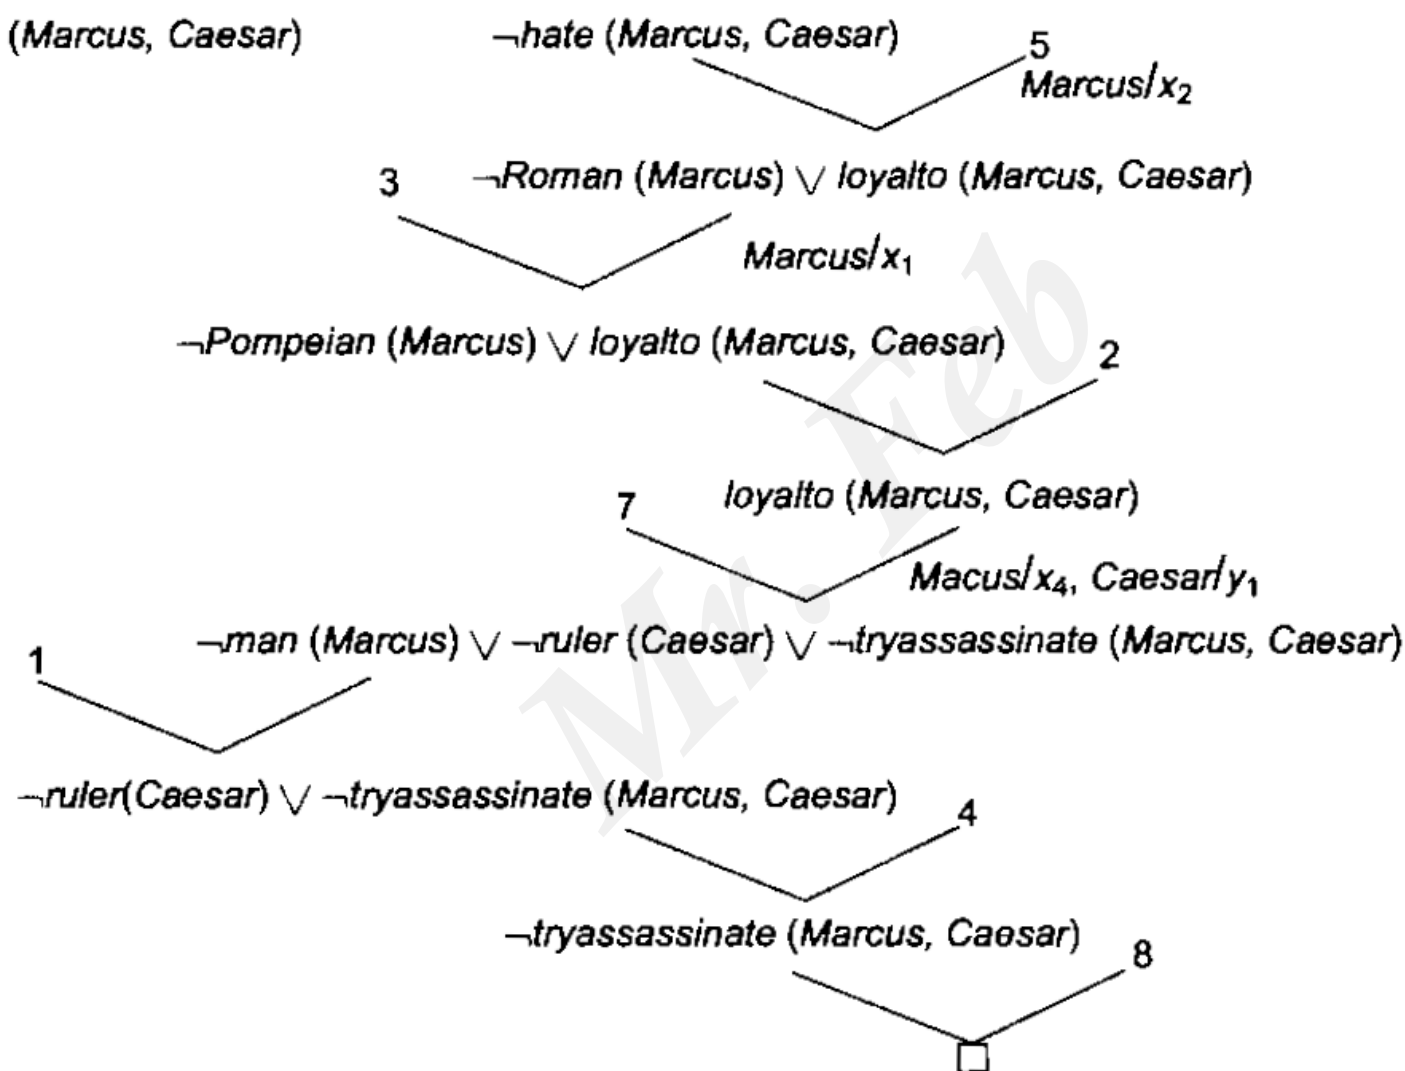 (Marcus, Caesar) ¬hate (Marcus, Caesar) 5
Marcus/x₂
3 ¬Roman (Marcus) ∨ loyalto (Marcus, Caesar)
Marcus/x₁
¬Pompeian (Marcus) ∨ loyalto (Marcus, Caesar) 2
7 loyalto (Marcus, Caesar)
Macus/x₄, Caesar/y₁
1 ¬man (Marcus) ∨ ¬ruler (Caesar) ∨ ¬tryassassinate (Marcus, Caesar)
¬ruler(Caesar) ∨ ¬tryassassinate (Marcus, Caesar) 4
¬tryassassinate (Marcus, Caesar) 8
Mr. Feb